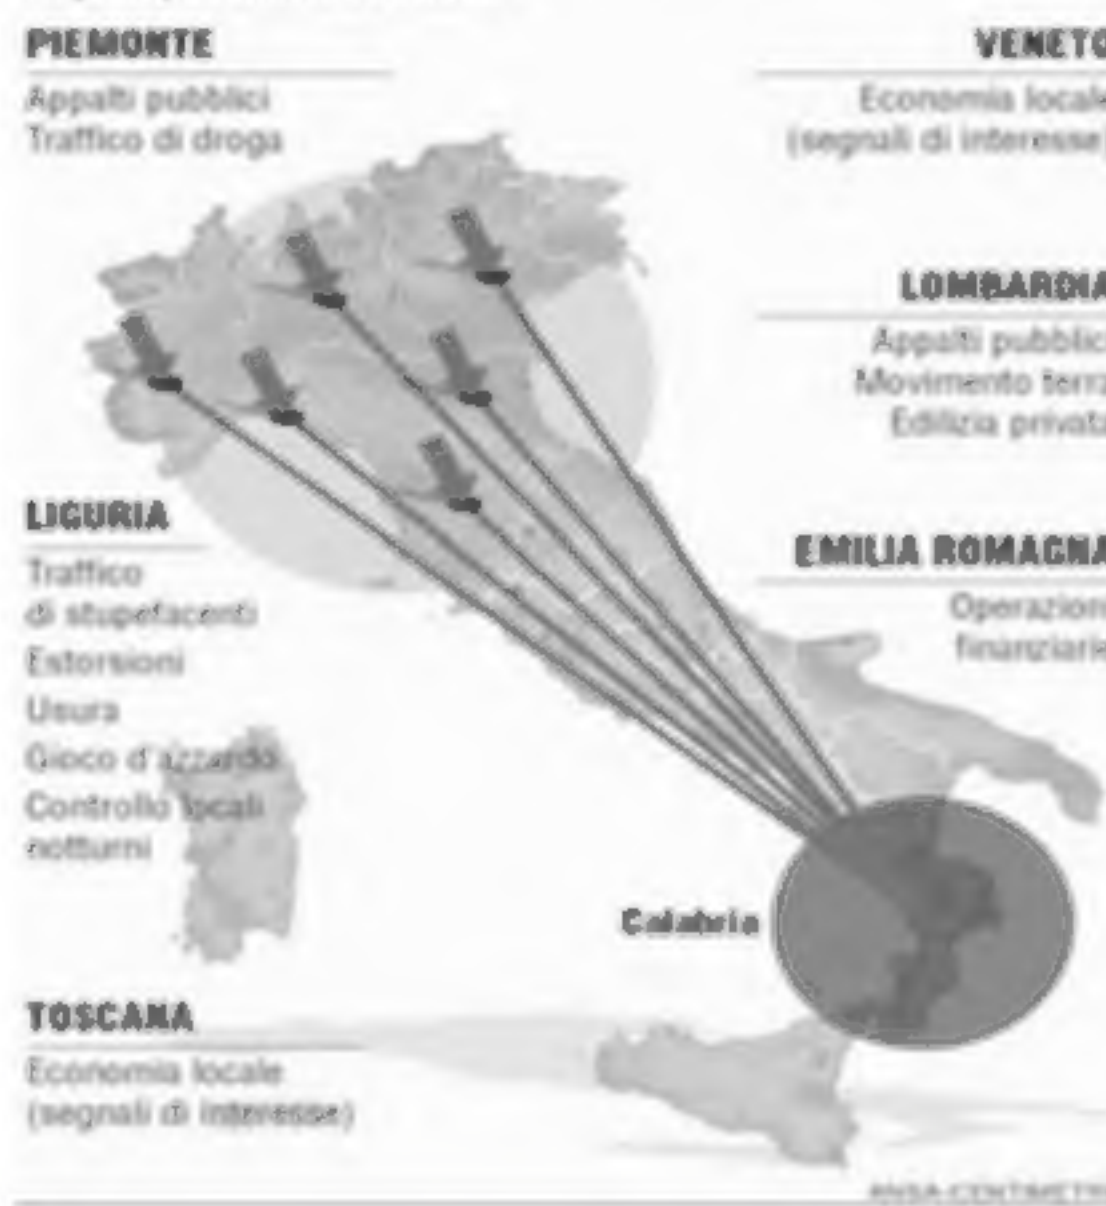 PIEMONTE
Appalti pubblici
Traffico di droga
VENETO
Economia locale
(segnali di interesse)
LOMBARDIA
Appalti pubblici
Movimento terra
Edilizia privata
LIGURIA
Traffico
di stupefacenti
Estorsioni
Usura
Gioco d'azzardo
Controllo locali
notturni
EMILIA ROMAGNA
Operazioni
finanziarie
Calabria
TOSCANA
Economia locale
(segnali di interesse)
ANSA-CENTIMETRI